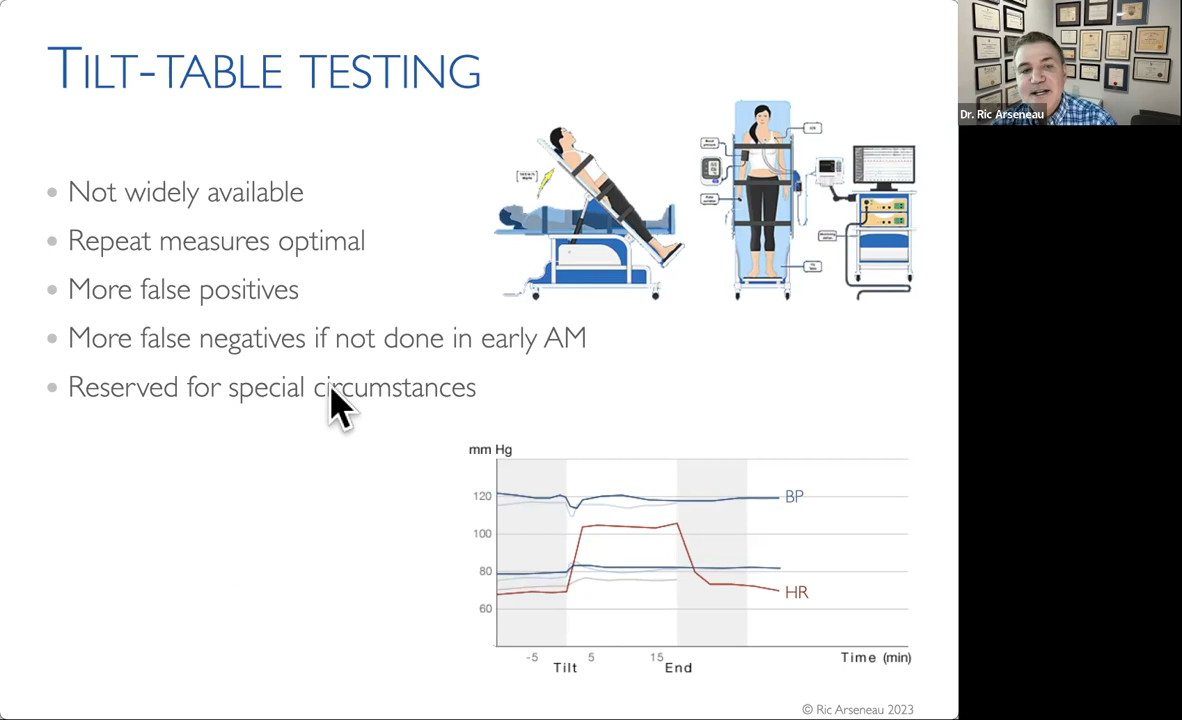 TILT-TABLE TESTING
Dr. Ric Arseneau
Not widely available
Repeat measures optimal
More false positives
More false negatives if not done in early AM
Reserved for special circumstances
mm Hg
120
100
80
60
BP
HR
-5
5
15
Tilt
End
Time (min)
© Ric Arseneau 2023